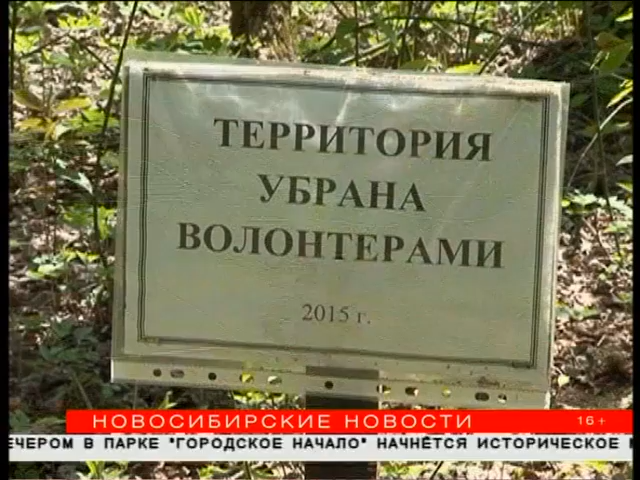 ТЕРРИТОРИЯ
УБРАНА
ВОЛОНТЕРАМИ
2015 г.
НОВОСИБИРСКИЕ НОВОСТИ 16+
В ПАРКЕ "ГОРОДСКОЕ НАЧАЛО" НАЧНЁТСЯ ИСТОРИЧЕСКОЕ